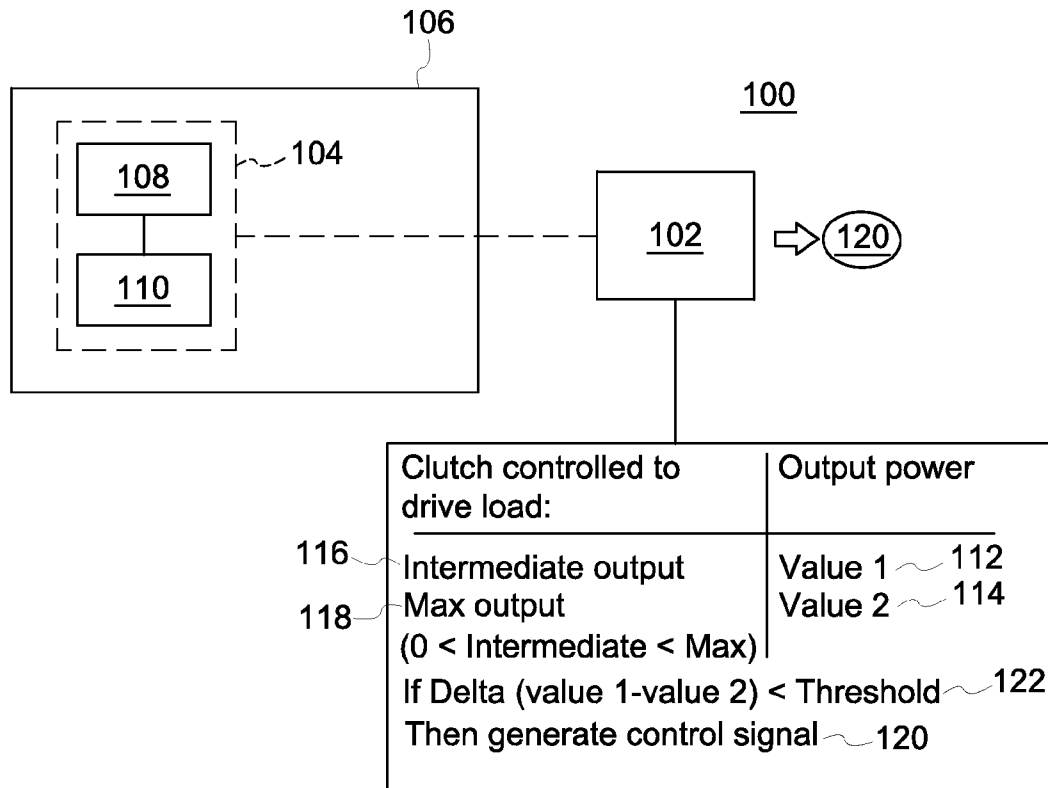 106
100
104
108
102
120
110
Clutch controlled to Output power
drive load:
116 Intermediate output Value 1 112
118 Max output Value 2 114
(0 < Intermediate < Max)
If Delta (value 1-value 2) < Threshold 122
Then generate control signal 120